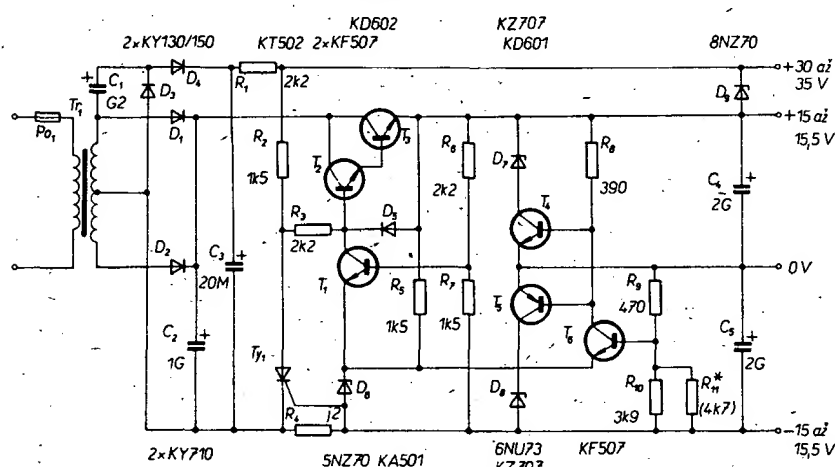 KD602 KZ707
2×KY130/150 KT502 2×KF507 KD601 8NZ70
+30 až
35 V
C₁
G2
D₃
D₄
R₁
2k2
D₉
Tr₁
Po₁
D₁
+15 až
15,5 V
T₃
T₂
R₂
1k5
R₆
2k2
D₇
R₈
390
C₄
2G
T₄
R₃
2k2
D₅
D₂
C₃
20M
T₁
0 V
R₅
1k5
R₇
1k5
T₅
R₉
470
T₆
C₅
2G
C₂
1G
Ty₁
D₆
D₈
R₁₀
3k9
R₁₁*
(4k7)
R₄
j2
-15 až
15,5 V
2×KY710
5NZ70 KA501
6NU73 KF507
KZ703